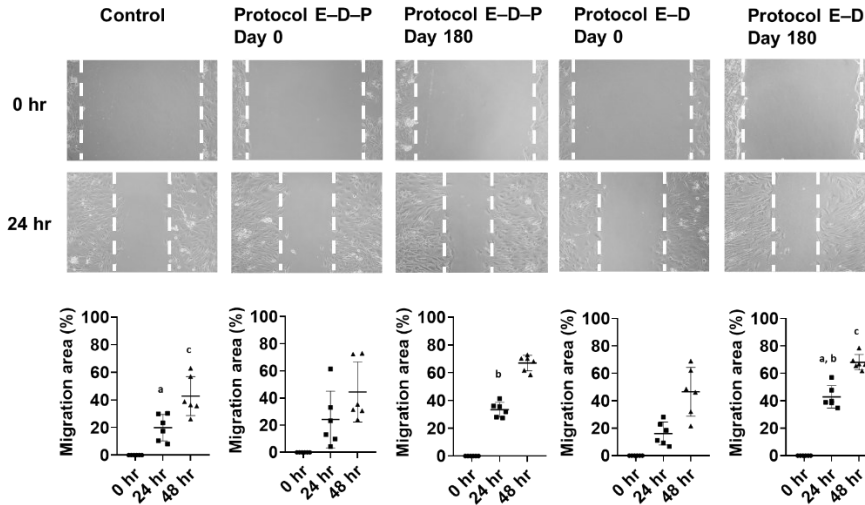 Control
Protocol E–D–P
Day 0
Protocol E–D–P
Day 180
Protocol E–D
Day 0
Protocol E–D
Day 180
0 hr
24 hr
Migration area (%)
100
80
60
40
20
0
a
c
0 hr
24 hr
48 hr
Migration area (%)
100
80
60
40
20
0
0 hr
24 hr
48 hr
Migration area (%)
100
80
60
40
20
0
b
0 hr
24 hr
48 hr
Migration area (%)
100
80
60
40
20
0
0 hr
24 hr
48 hr
Migration area (%)
100
80
60
40
20
0
a, b
c
0 hr
24 hr
48 hr